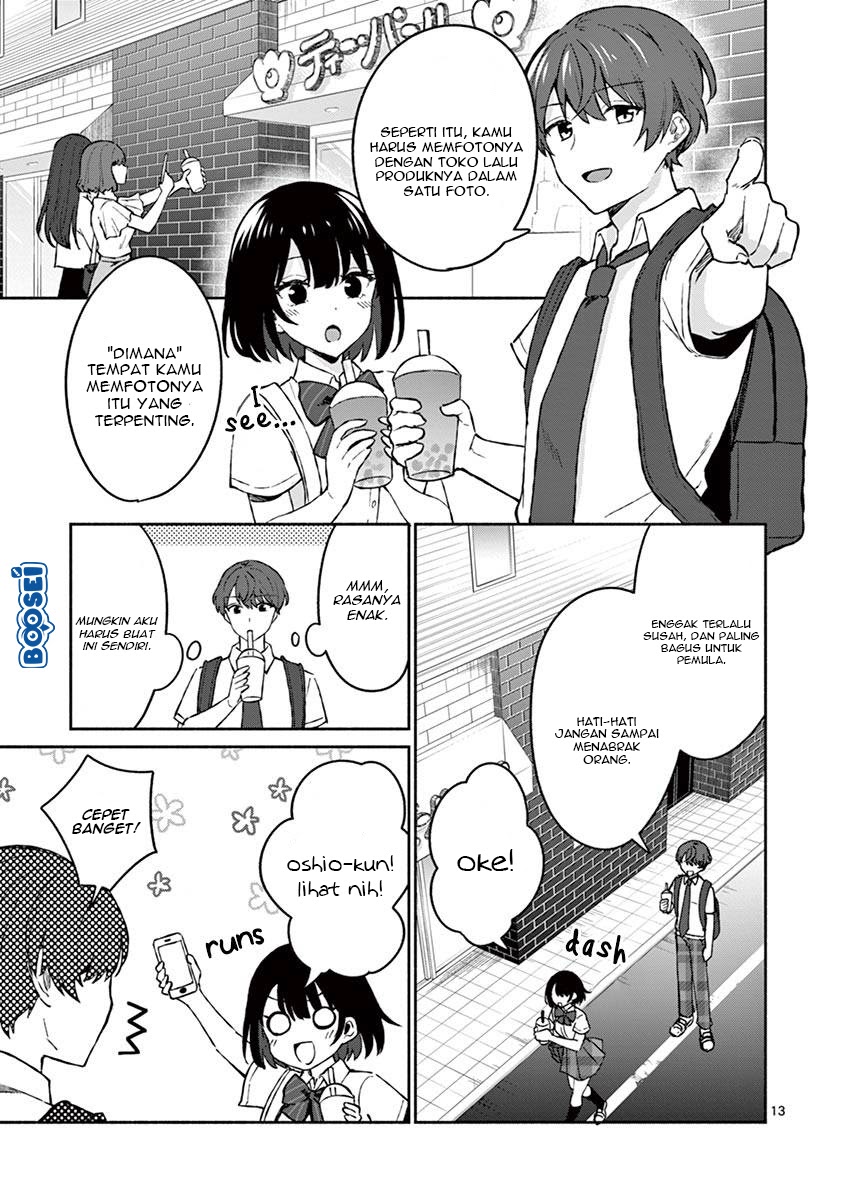 ティーパール
SEPERTI ITU, KAMU
HARUS MEMFOTONYA
DENGAN TOKO LALU
PRODUKNYA DALAM
SATU FOTO.
"DIMANA"
TEMPAT KAMU
MEMFOTONYA
ITU YANG
TERPENTING.
I
see...
ENGGAK TERLALU
SUSAH, DAN PALING
BAGUS UNTUK
PEMULA.
HATI-HATI
JANGAN SAMPAI
MENABRAK
ORANG.
oke!
dash
MMM,
RASANYA
ENAK.
MUNGKIN AKU
HARUS BUAT
INI SENDIRI.
BOOSEI
oshio-kun!
lihat nih!
runs
CEPET
BANGET!
13